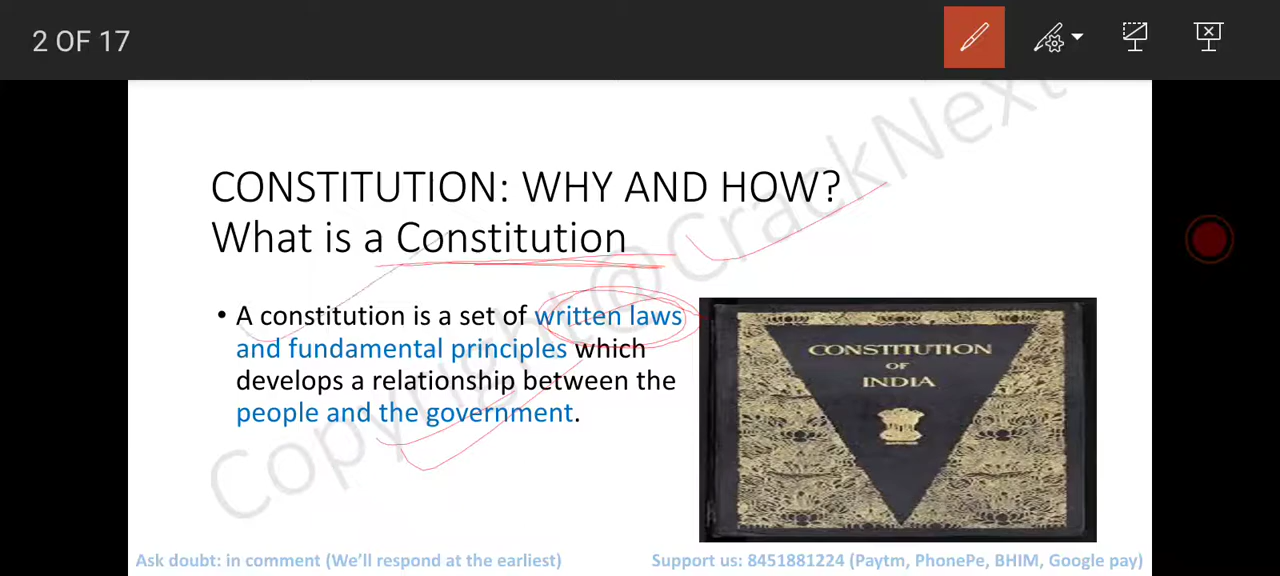 2 OF 17
CONSTITUTION: WHY AND HOW?
What is a Constitution
• A constitution is a set of written laws
and fundamental principles which
develops a relationship between the
people and the government.
CONSTITUTION
OF
INDIA
Copyright@CrackNext
Ask doubt: in comment (We'll respond at the earliest)
Support us: 8451881224 (Paytm, PhonePe, BHIM, Google pay)